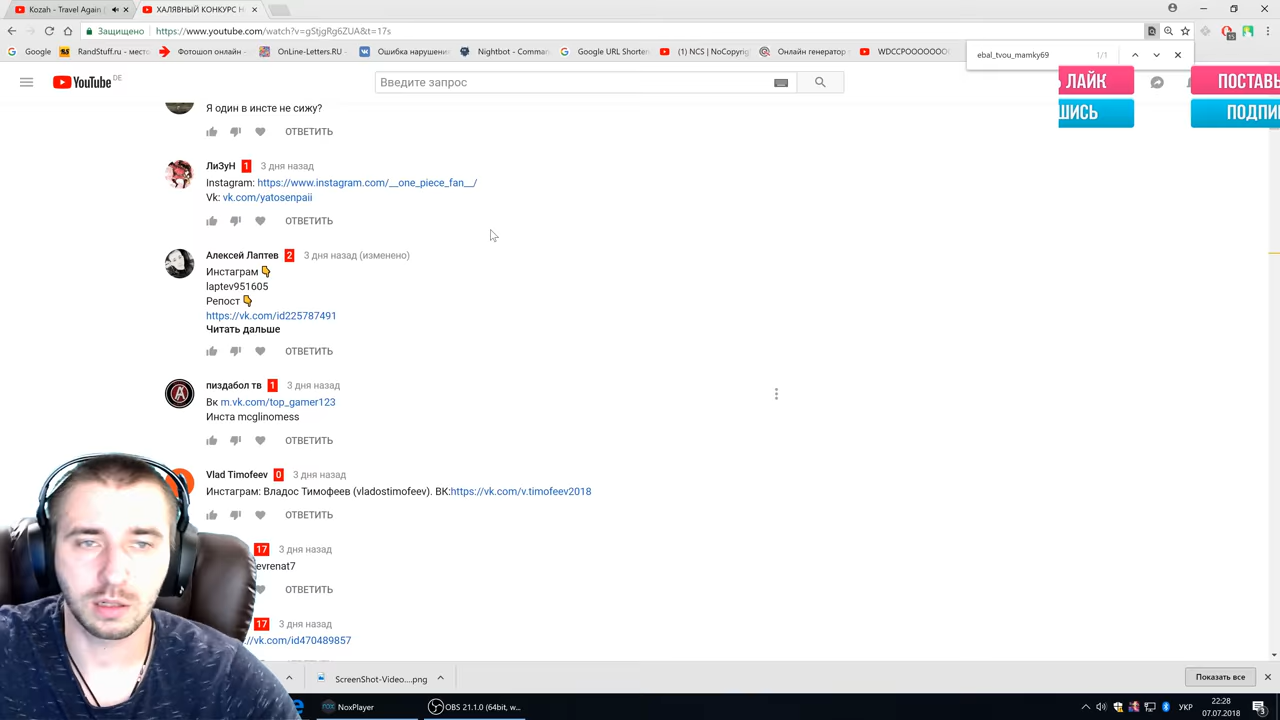 Kozah - Travel Again (
ХАЛЯВНЫЙ КОНКУРС Н
Защищено https://www.youtube.com/watch?v=gStjgRg6ZUA&t=17s
Google RandStuff.ru - место Фотошоп онлайн - OnLine-Letters.RU - Ошибка нарушени Nightbot - Comman Google URL Shorten (1) NCS | NoCopyrig Онлайн генератор WDCCPOOOOOOO
ebal_tvou_mamky69 1/1
YouTube DE Введите запрос
ЛАЙК ПОСТАВЬ
ШИСЬ ПОДПИ
Я один в инсте не сижу?
ОТВЕТИТЬ
ЛиЗуН 1 3 дня назад
Instagram: https://www.instagram.com/__one_piece_fan__/
Vk: vk.com/yatosenpaii
ОТВЕТИТЬ
Алексей Лаптев 2 3 дня назад (изменено)
Инстаграм 👇
laptev951605
Репост 👇
https://vk.com/id225787491
Читать дальше
ОТВЕТИТЬ
пиздабол тв 1 3 дня назад
Вк m.vk.com/top_gamer123
Инста mcglinomess
ОТВЕТИТЬ
Vlad Timofeev 0 3 дня назад
Инстаграм: Владос Тимофеев (vladostimofeev). ВК:https://vk.com/v.timofeev2018
ОТВЕТИТЬ
17 3 дня назад
evrenat7
ОТВЕТИТЬ
17 3 дня назад
/vk.com/id470489857
ScreenShot-Video....png
Показать все
NoxPlayer
OBS 21.1.0 (64bit, w...
УКР
22:28
07.07.2018
3